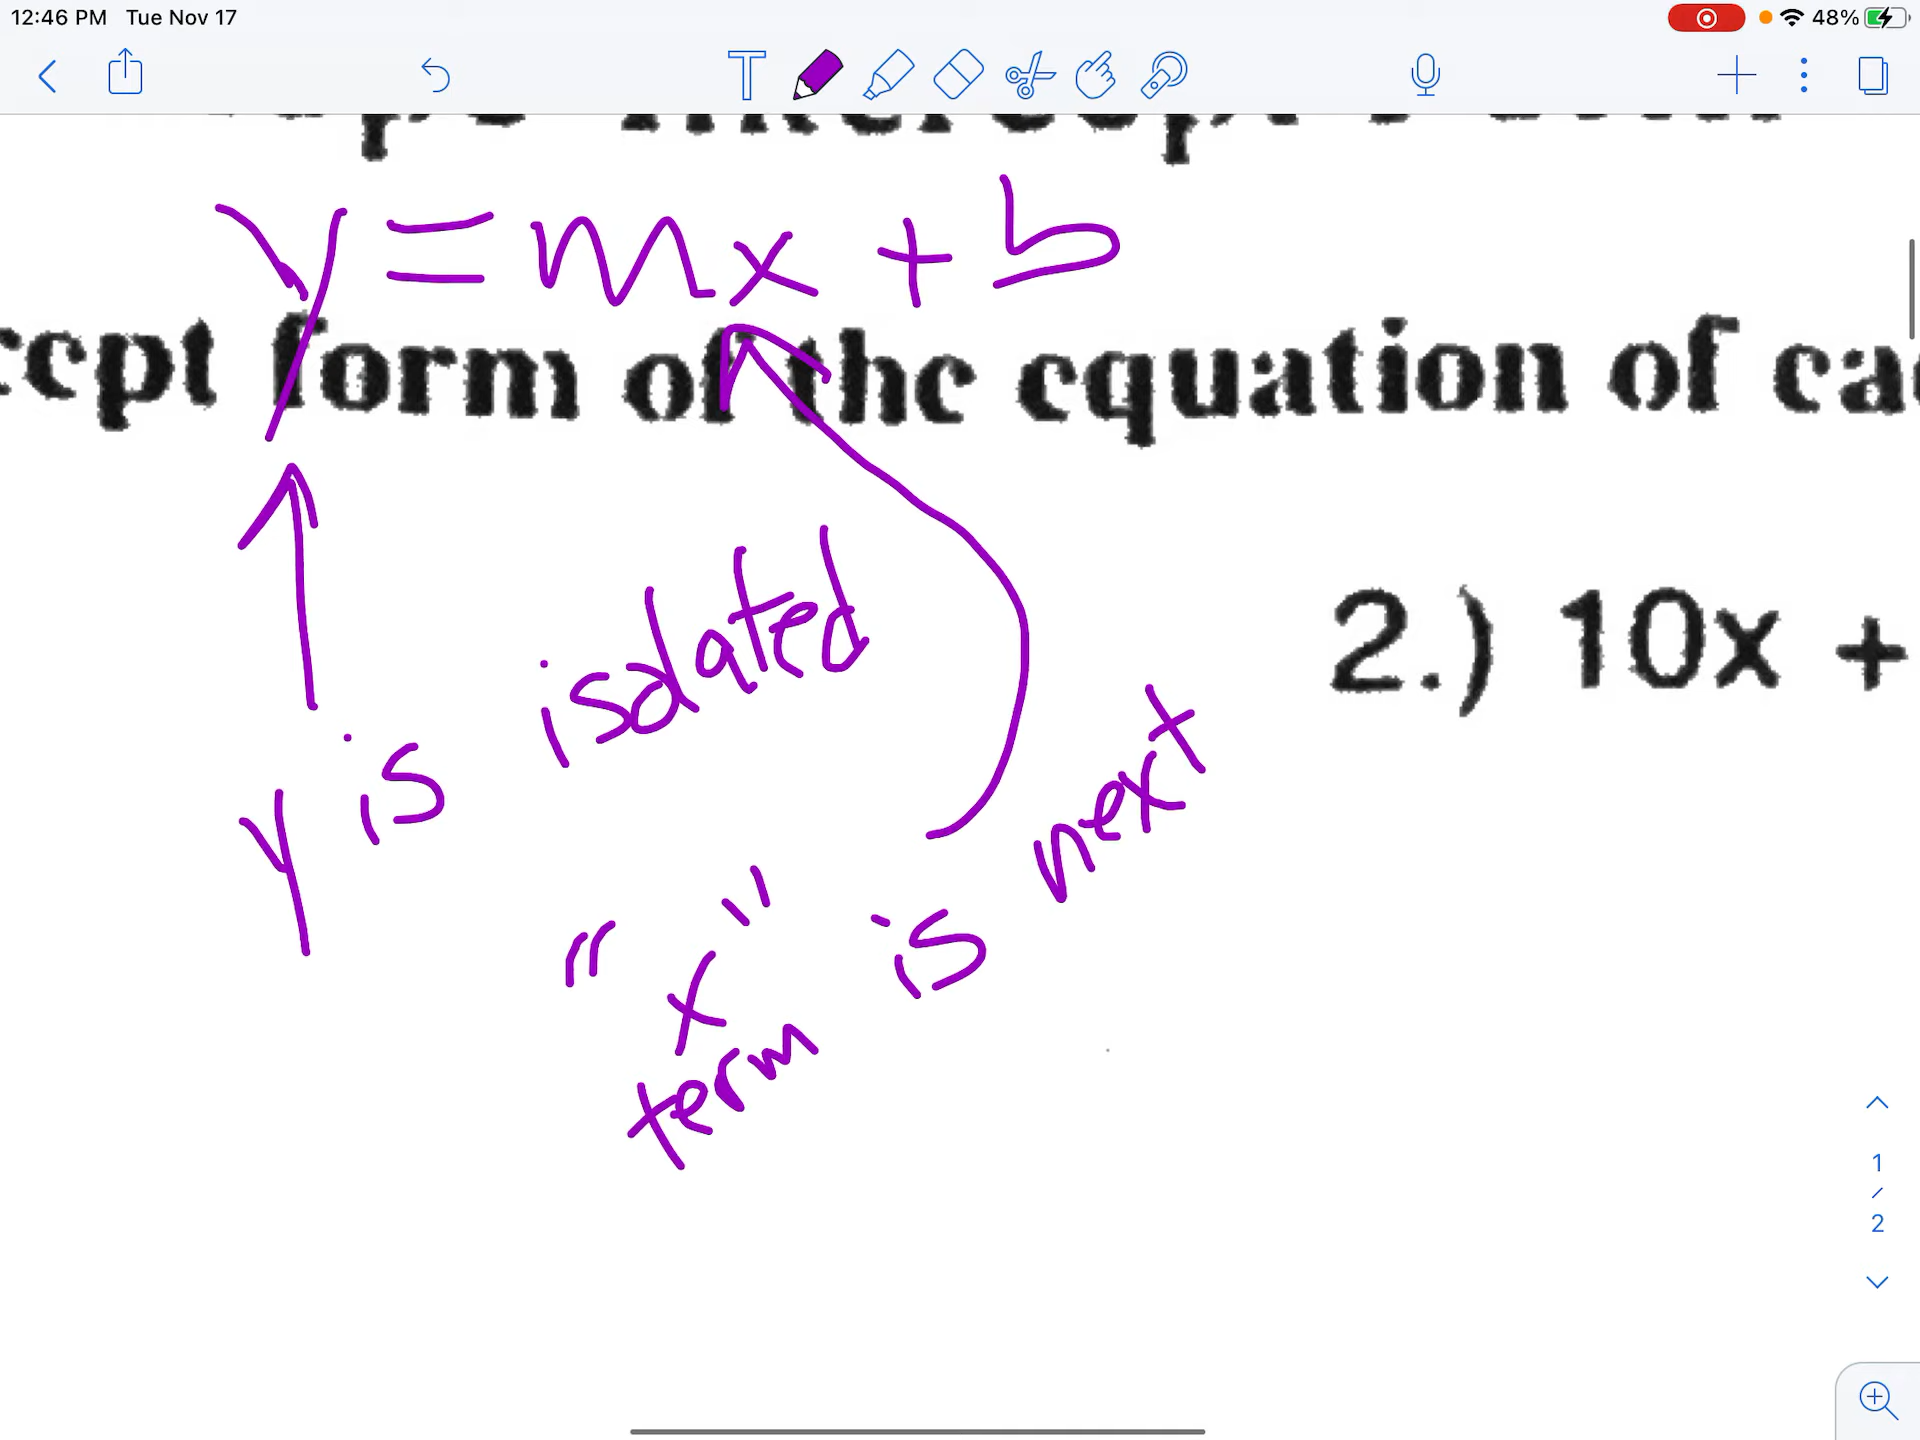 12:46 PM Tue Nov 17
48%
T
y = mx + b
cept form of the equation of
2.) 10x +
y is isolated
"x" is next
term
1
/
2